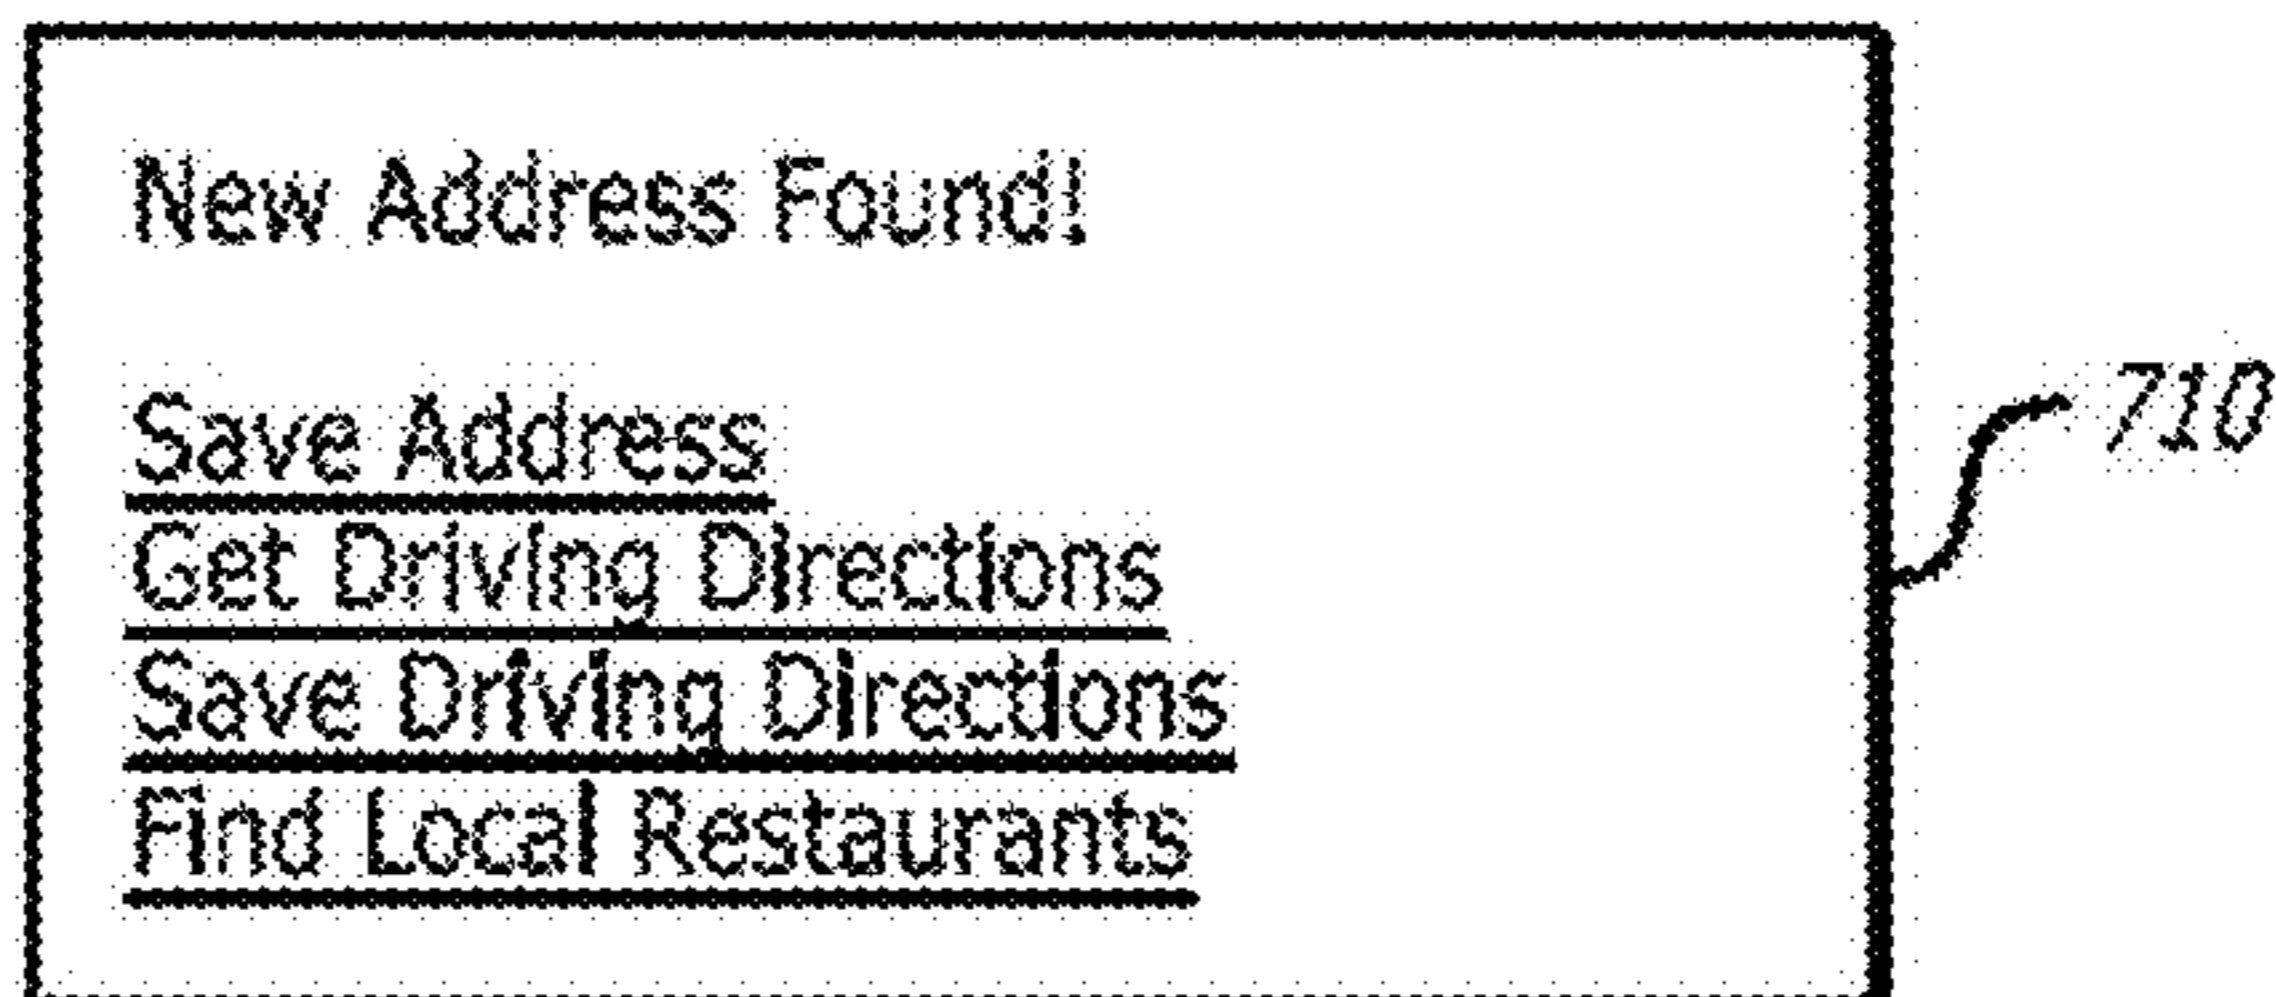 New Address Found!
Save Address
710
Get Driving Directions
Save Driving Directions
Find Local Restaurants